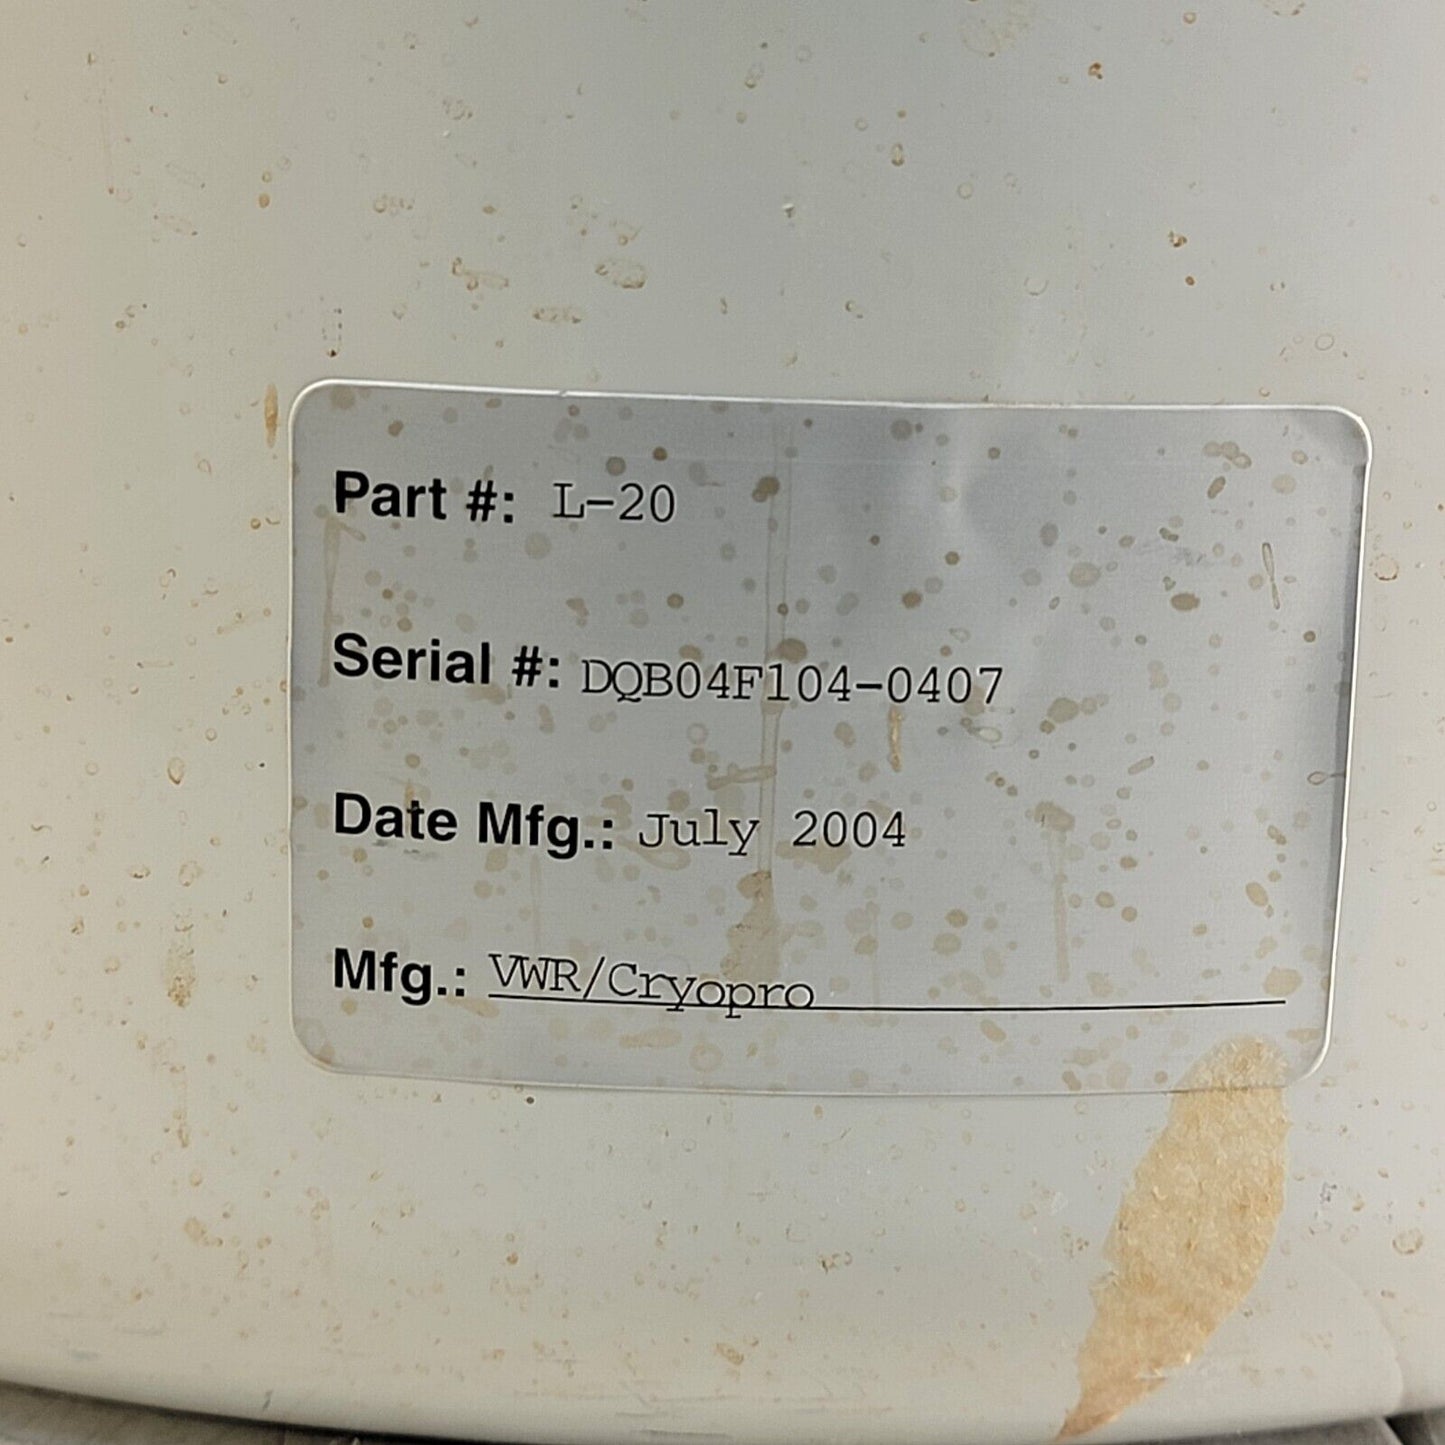 Part #: L-20
Serial #: DQB04F104-0407
Date Mfg.: July 2004
Mfg.: VWR/Cryopro